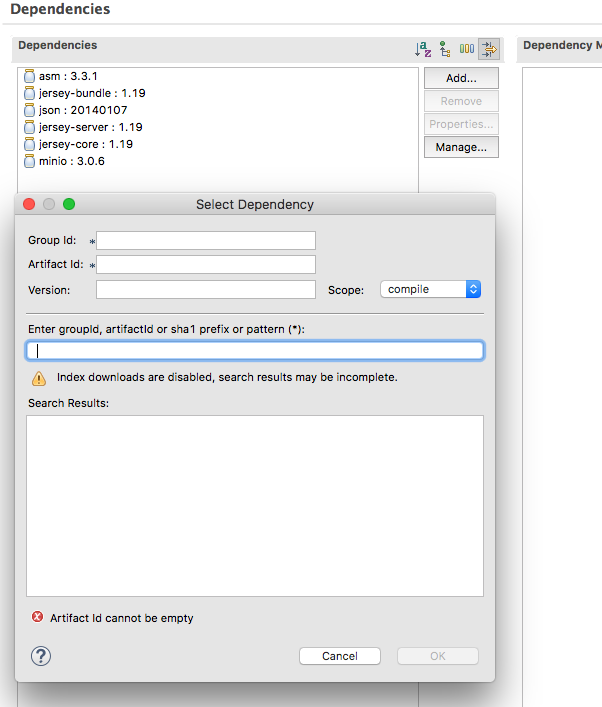 Dependencies
Dependencies
Dependency M
asm : 3.3.1
jersey-bundle : 1.19
json : 20140107
jersey-server : 1.19
jersey-core : 1.19
minio : 3.0.6
Add...
Remove
Properties...
Manage...
Select Dependency
Group Id: *
Artifact Id: *
Version:
Scope: compile
Enter groupId, artifactId or sha1 prefix or pattern (*):
Index downloads are disabled, search results may be incomplete.
Search Results:
Artifact Id cannot be empty
? Cancel OK